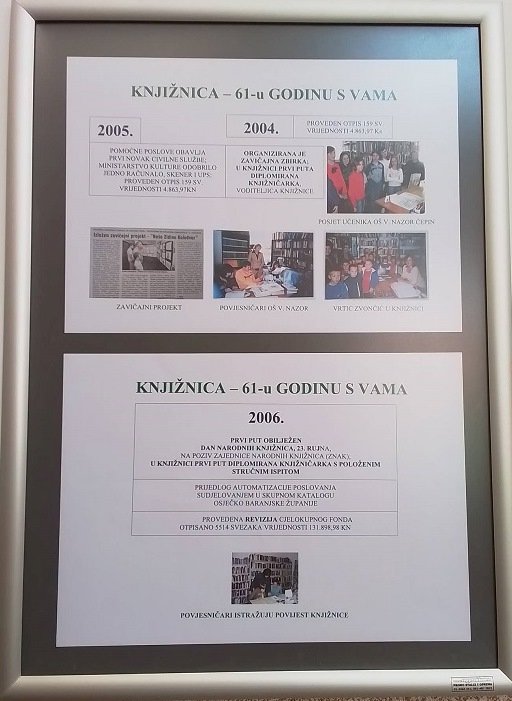 KNJIŽNICA – 61-u GODINU S VAMA
2005.
POMOĆNE POSLOVE OBAVLJA
PRVI NOVAK CIVILNE SLUŽBE;
MINISTARSTVO KULTURE ODOBRILO
JEDNO RAČUNALO, SKENER I UPS;
PROVEDEN OTPIS 159 SV.
VRIJEDNOSTI 4.863,97KN
2004.
ORGANIZIRANA JE
ZAVIČAJNA ZBIRKA,
U KNJIŽNICI PRVI PUTA
DIPLOMIRANA
KNJIŽNIČARKA,
VODITELJICA KNJIŽNICE
PROVEDEN OTPIS 159 SV.
VRIJEDNOSTI 4.863,97 Kn
POSJET UČENIKA OŠ V. NAZOR ČEPIN
ZAVIČAJNI PROJEKT
POVJESNIČARI OŠ V. NAZOR
VRTIĆ ZVONČIĆ U KNJIŽNICI
KNJIŽNICA – 61-u GODINU S VAMA
2006.
PRVI PUT OBILJEŽEN
DAN NARODNIH KNJIŽNICA, 23. RUJNA,
NA POZIV ZAJEDNICE NARODNIH KNJIŽNICA (ZNAK);
U KNJIŽNICI PRVI PUT DIPLOMIRANA KNJIŽNIČARKA S POLOŽENIM
STRUČNIM ISPITOM
PRIJEDLOG AUTOMATIZACIJE POSLOVANJA
SUDJELOVANJEM U SKUPNOM KATALOGU
OSJEČKO BARANJSKE ŽUPANIJE
PROVEDENA REVIZIJA CJELOKUPNOG FONDA
OTPISANO 5514 SVEZAKA VRIJEDNOSTI 131.898,98 KN
POVJESNIČARI ISTRAŽUJU POVIJEST KNJIŽNICE